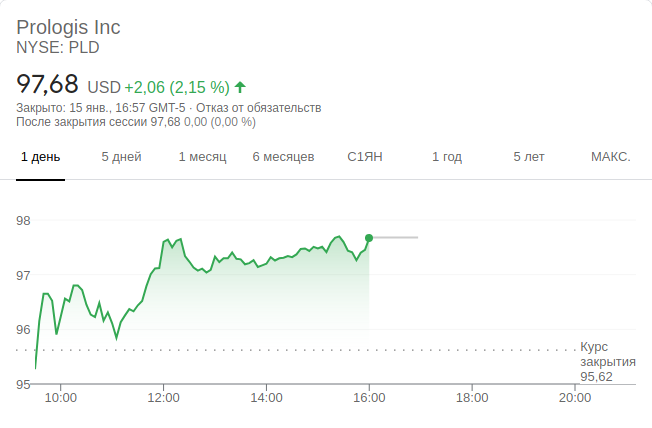 Prologis Inc
NYSE: PLD
97,68 USD +2,06 (2,15 %)
Закрыто: 15 янв., 16:57 GMT-5 · Отказ от обязательств
После закрытия сессии 97,68 0,00 (0,00 %)
1 день 5 дней 1 месяц 6 месяцев С1ЯН 1 год 5 лет МАКС.
98
97
96
95
Курс
закрытия
95,62
10:00 12:00 14:00 16:00 18:00 20:00